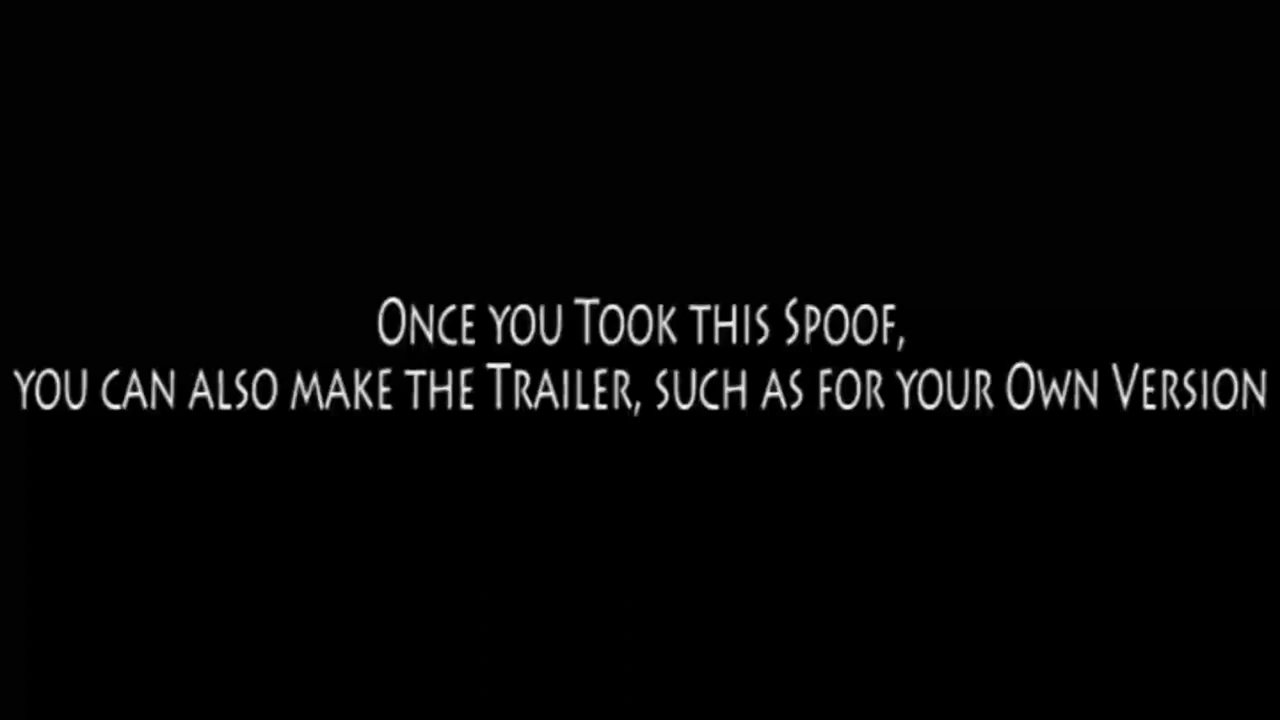 Once you Took this Spoof,
you can also make the Trailer, such as for your Own Version